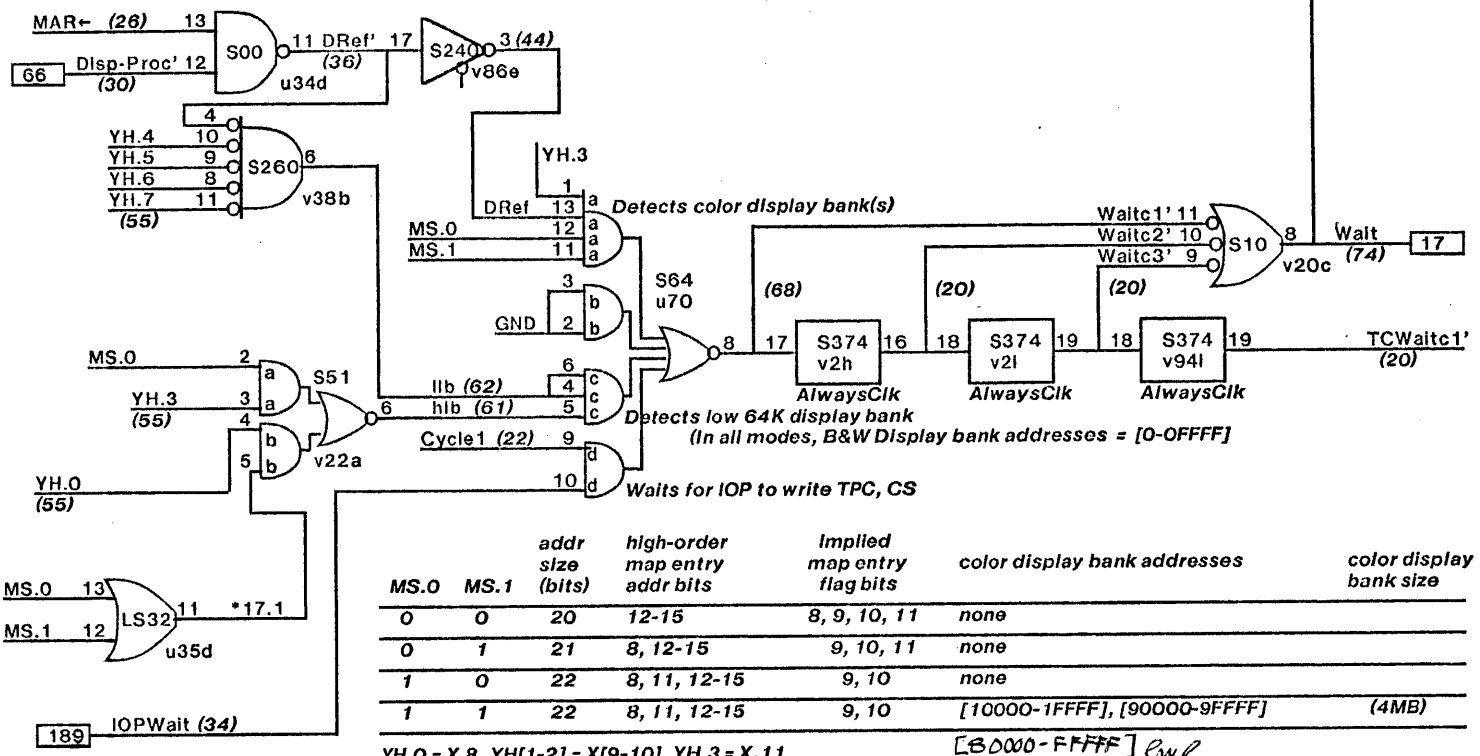 MAR← (26) 13
S00
11 DRef' 17
(36)
S240
3 (44)
v86e
66
Disp-Proc' 12
(30)
u34d
4
YH.4 10
YH.5 9
YH.6 8
YH.7 11
(55)
S260
6
v38b
YH.3
1 a
DRef 13 a
MS.0 12 a
MS.1 11 a
Detects color display bank(s)
Waitc1' 11
Waitc2' 10
Waitc3' 9
S10
8
v20c
Wait
(74)
17
3 b
GND 2 b
S64
u70
8
(68)
17
S374
v2h
16
AlwaysClk
(20)
18
S374
v2i
19
AlwaysClk
(20)
18
S374
v94i
19
AlwaysClk
TCWaitc1'
(20)
MS.0 2 a
YH.3 3 a
(55)
4 b
5 b
S51
6
v22a
YH.0
(55)
llb (62)
hlb (61)
6 c
4 c
5 c
Detects low 64K display bank
(In all modes, B&W Display bank addresses = [0-0FFFF]
Cycle1 (22) 9 d
10 d
Waits for IOP to write TPC, CS
MS.0 13
MS.1 12
LS32
11
*17.1
u35d
189
IOPWait (34)
MS.0 MS.1 addr size (bits) high-order map entry addr bits Implied map entry flag bits color display bank addresses color display bank size
0 0 20 12-15 8, 9, 10, 11 none
0 1 21 8, 12-15 9, 10, 11 none
1 0 22 8, 11, 12-15 9, 10 none
1 1 22 8, 11, 12-15 9, 10 [10000-1FFFF], [90000-9FFFF] (4MB)
YH.0 = X.8, YH[1-2] = X[9-10], YH.3 = X.11
[80000-FFFFF]